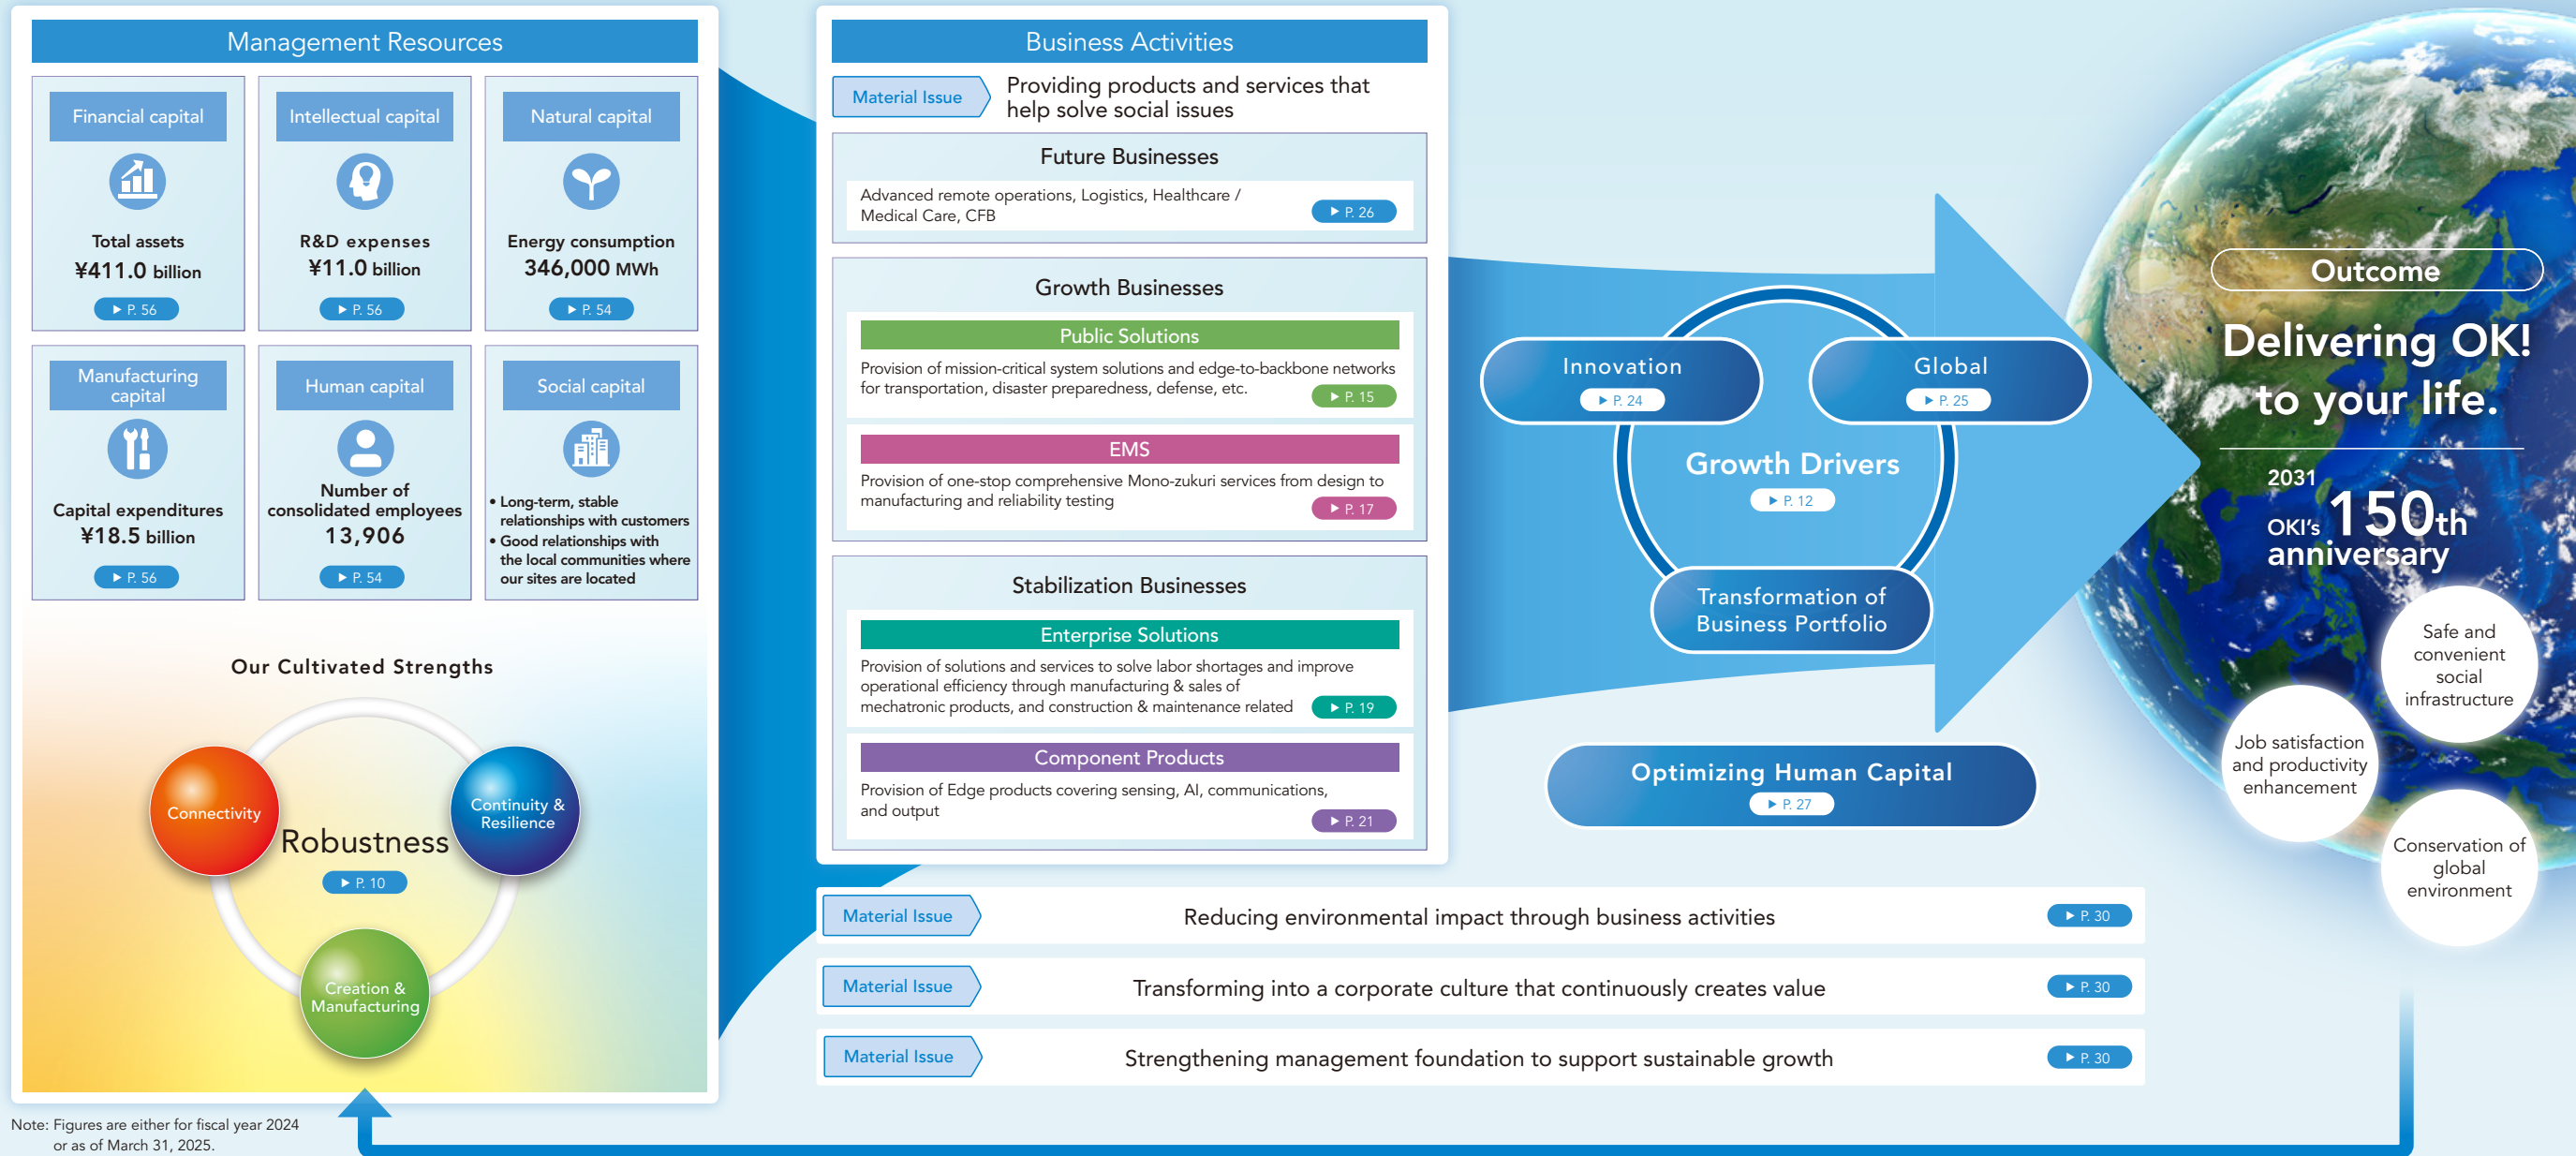 Management Resources
Financial capital
Total assets
¥411.0 billion
▶ P. 56
Intellectual capital
R&D expenses
¥11.0 billion
▶ P. 56
Natural capital
Energy consumption
346,000 MWh
▶ P. 54
Manufacturing
capital
Capital expenditures
¥18.5 billion
▶ P. 56
Human capital
Number of
consolidated employees
13,906
▶ P. 54
Social capital
• Long-term, stable
relationships with customers
• Good relationships with
the local communities where
our sites are located
Our Cultivated Strengths
Connectivity
Continuity &
Resilience
Robustness
▶ P. 10
Creation &
Manufacturing
Note: Figures are either for fiscal year 2024
or as of March 31, 2025.
Business Activities
Material Issue
Providing products and services that
help solve social issues
Future Businesses
Advanced remote operations, Logistics, Healthcare /
Medical Care, CFB
▶ P. 26
Growth Businesses
Public Solutions
Provision of mission-critical system solutions and edge-to-backbone networks
for transportation, disaster preparedness, defense, etc.
▶ P. 15
EMS
Provision of one-stop comprehensive Mono-zukuri services from design to
manufacturing and reliability testing
▶ P. 17
Stabilization Businesses
Enterprise Solutions
Provision of solutions and services to solve labor shortages and improve
operational efficiency through manufacturing & sales of
mechatronic products, and construction & maintenance related
▶ P. 19
Component Products
Provision of Edge products covering sensing, AI, communications,
and output
▶ P. 21
Innovation
▶ P. 24
Global
▶ P. 25
Growth Drivers
▶ P. 12
Transformation of
Business Portfolio
Optimizing Human Capital
▶ P. 27
Material Issue
Reducing environmental impact through business activities
▶ P. 30
Material Issue
Transforming into a corporate culture that continuously creates value
▶ P. 30
Material Issue
Strengthening management foundation to support sustainable growth
▶ P. 30
Outcome
Delivering OK!
to your life.
2031
OKI's 150th
anniversary
Safe and
convenient
social
infrastructure
Job satisfaction
and productivity
enhancement
Conservation of
global
environment